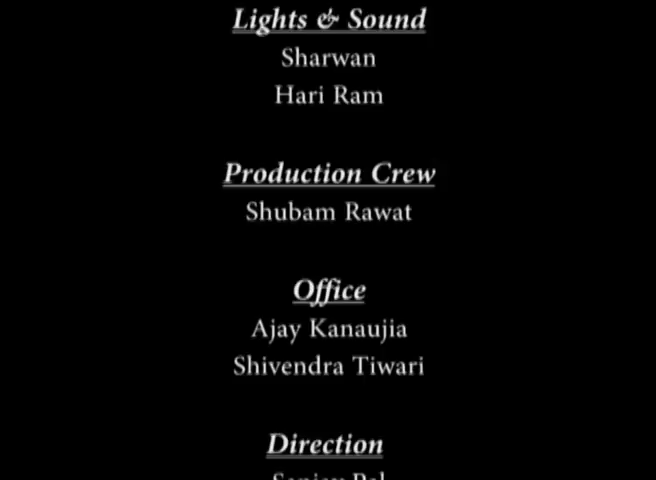 Lights & Sound
Sharwan
Hari Ram
Production Crew
Shubam Rawat
Office
Ajay Kanaujia
Shivendra Tiwari
Direction